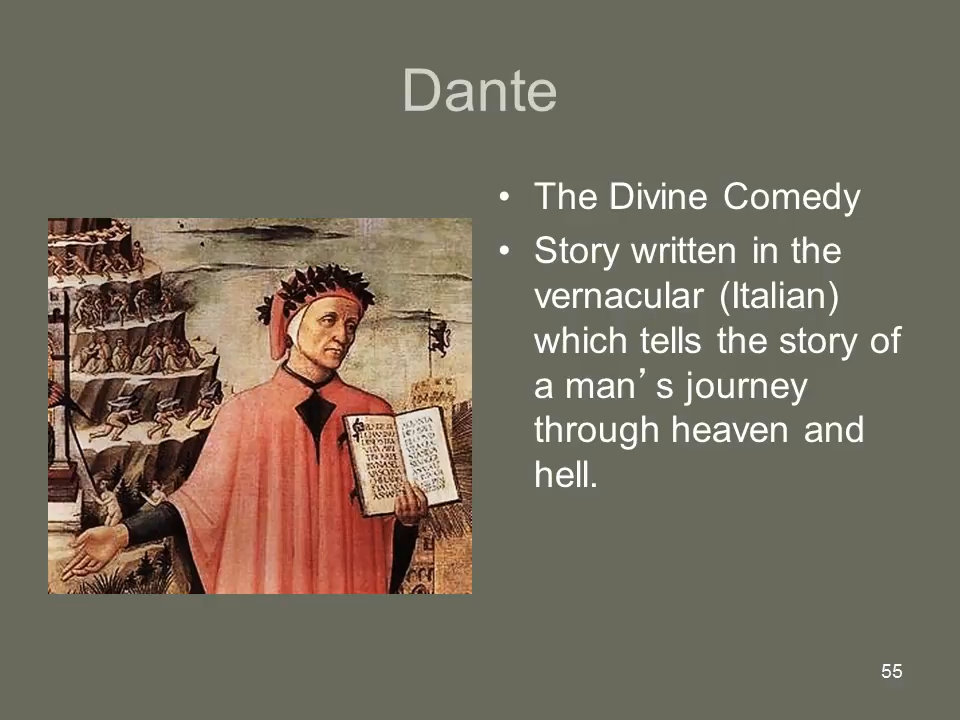 Dante
• The Divine Comedy
• Story written in the
vernacular (Italian)
which tells the story of
a man’s journey
through heaven and
hell.
55